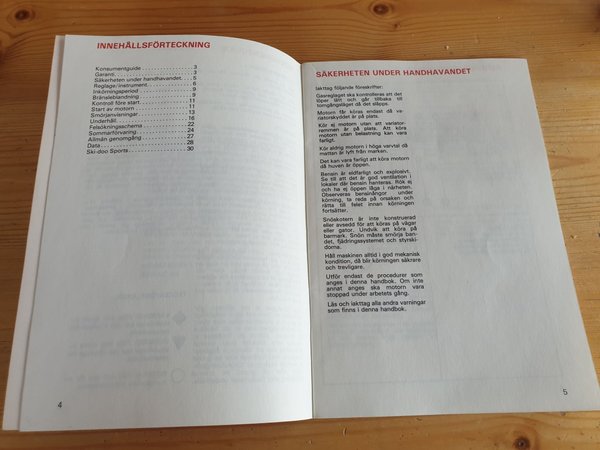 INNEHÅLLSFÖRTECKNING
Konsumentguide 3
Garanti 3
Säkerheten under handhavandet 5
Reglage/instrument 6
Inkörningsperiod 9
Bränsleblandning 9
Kontroll före start 11
Start av motorn 11
Smörjanvisningar 13
Underhåll 16
Felsökningsschema 22
Sommarförvaring 24
Allmän genomgång 27
Data 28
Ski-doo Sports 30
4
SÄKERHETEN UNDER HANDHAVANDET
Iakttag följande föreskrifter:
Gasreglaget ska kontrolleras att det
löper lätt och går tillbaks till
tomgångsläget då det släpps.
Motorn får köras endast då va-
riatorskyddet är på plats.
Kör ej motorn utan att variator-
remmen är på plats. Att köra
motorn utan belastning kan vara
farligt.
Kör aldrig motorn i höga varvtal då
mattan är lyft från marken.
Det kan vara farligt att köra motorn
då huven är öppen.
Bensin är eldfarligt och explosivt.
Se till att det är god ventilation i
lokaler där bensin hanteras. Rök ej
och ha ej öppen låga i närheten.
Observeras bensinångor under
körning, ta reda på orsaken och
rätta till felet innan körningen
fortsätter.
Snöskotern är inte konstruerad
eller avsedd för att köras på vägar
eller gator. Undvik att köra på
barmark. Snön måste smörja ban-
det, fjädringssystemet och styrski-
dorna.
Håll maskinen alltid i god mekanisk
kondition, då blir körningen säkrare
och trevligare.
Utför endast de procedurer som
anges i denna handbok. Om inte
annat anges ska motorn vara
stoppad under arbetets gång.
Läs och iakttag alla andra varningar
som finns i denna handbok.
5